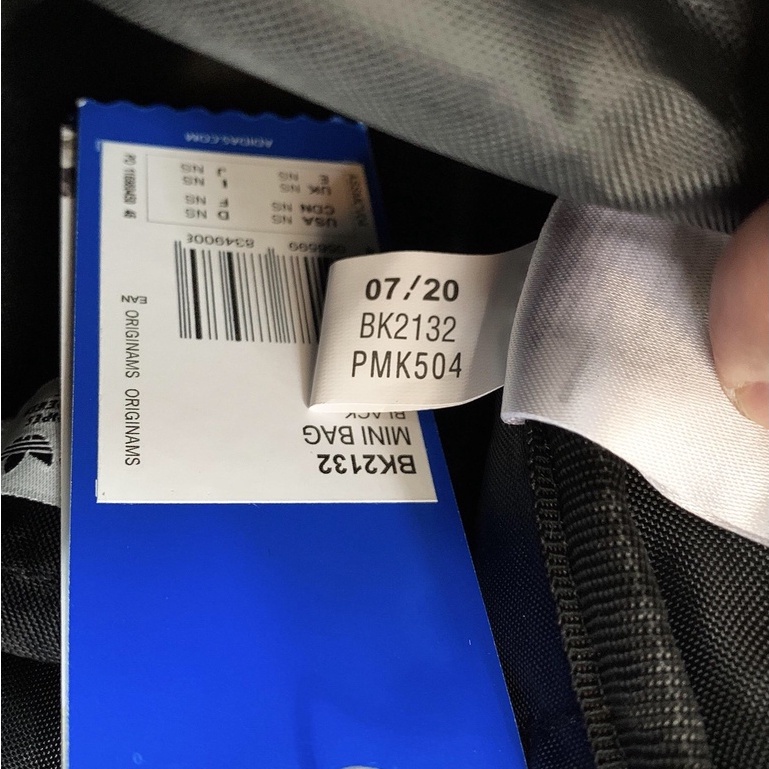 ADIDAS.COM
07/20
BK2132
PMK504
BK2132
MINI BAG
BLACK
ORIGINAMS ORIGINAMS
EAN
USA NS
D NS
CDN NS
F NS
UK NS
I NS
E NS
J NS